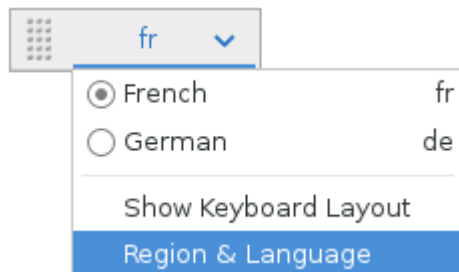 fr
French fr
German de
Show Keyboard Layout
Region & Language